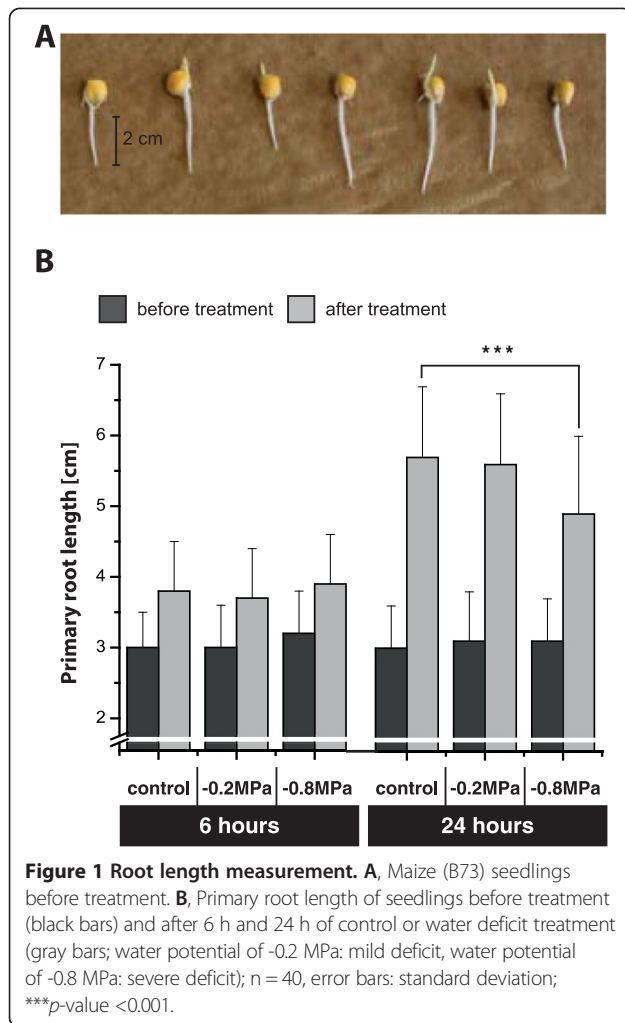 A
2 cm
B
before treatment after treatment
***
7
6
5
4
3
2
Primary root length [cm]
control -0.2MPa -0.8MPa control -0.2MPa -0.8MPa
6 hours 24 hours
Figure 1 Root length measurement. A, Maize (B73) seedlings
before treatment. B, Primary root length of seedlings before treatment
(black bars) and after 6 h and 24 h of control or water deficit treatment
(gray bars; water potential of -0.2 MPa: mild deficit, water potential
of -0.8 MPa: severe deficit); n = 40, error bars: standard deviation;
***p-value <0.001.